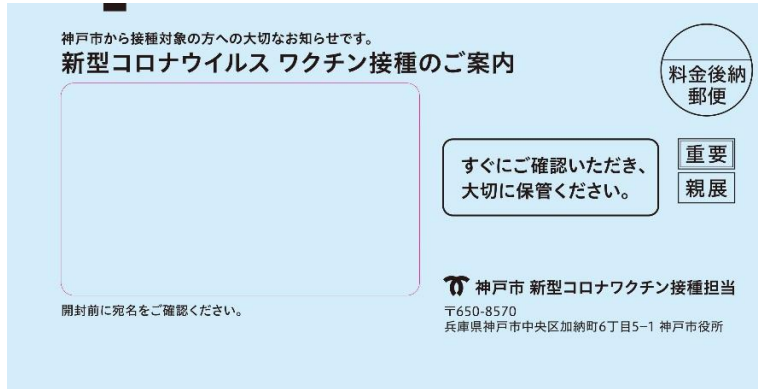 神戸市から接種対象の方への大切なお知らせです。
新型コロナウイルス ワクチン接種のご案内
料金後納
郵便
すぐにご確認いただき、
大切に保管ください。
重要
親展
開封前に宛名をご確認ください。
神戸市 新型コロナワクチン接種担当
〒650-8570
兵庫県神戸市中央区加納町6丁目5−1 神戸市役所